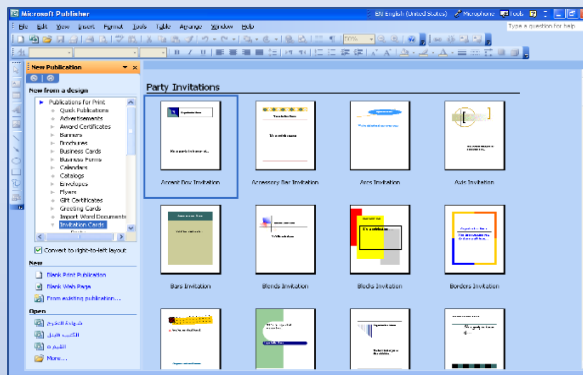 Microsoft Publisher
EN English (United States) Microphone Tools
File Edit View Insert Format Tools Table Arrange Window Help
Type a question for help
New Publication
New from a design
Publications for Print
Quick Publications
Advertisements
Award Certificates
Banners
Brochures
Business Cards
Business Forms
Calendars
Catalogs
Envelopes
Flyers
Gift Certificates
Greeting Cards
Import Word Documents
Invitation Cards
Convert to right-to-left layout
New
Blank Print Publication
Blank Web Page
From existing publication...
Open
More...
Party Invitations
Accent Box Invitation
Accessory Bar Invitation
Arcs Invitation
Axis Invitation
Bars Invitation
Blends Invitation
Blocks Invitation
Borders Invitation